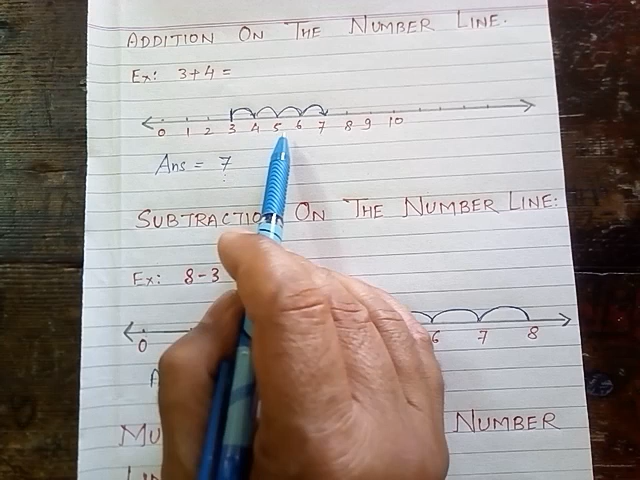 ADDITION ON THE NUMBER LINE.
Ex: 3+4=
0 1 2 3 4 5 6 7 8 9 10
Ans = 7
SUBTRACTION ON THE NUMBER LINE:
Ex: 8-3
0 6 7 8
NUMBER